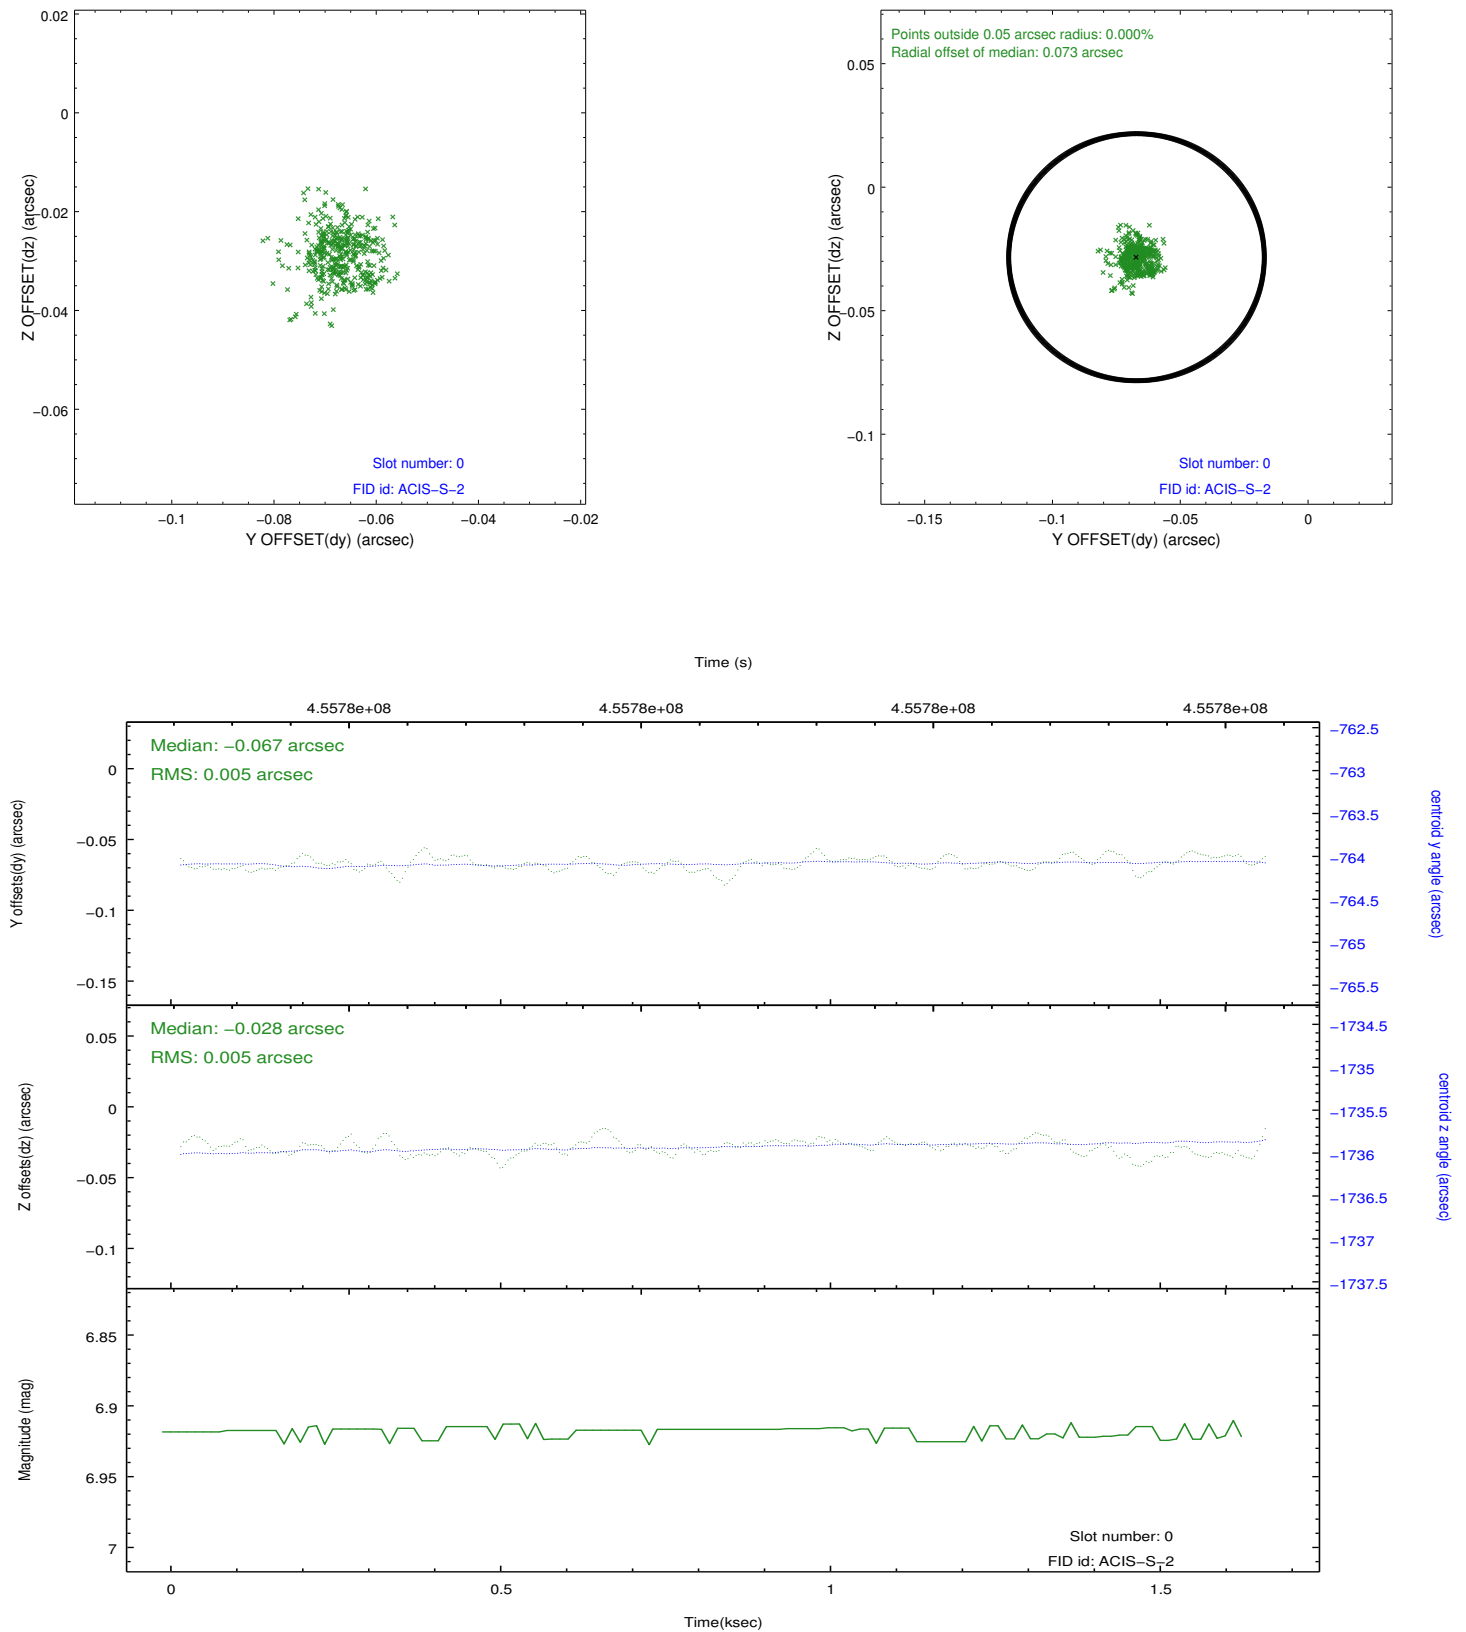 0.02
0
−0.02
−0.04
−0.06
Z OFFSET(dz) (arcsec)
Slot number: 0
FID id: ACIS−S−2
−0.1
−0.08
−0.06
−0.04
−0.02
Y OFFSET(dy) (arcsec)
Points outside 0.05 arcsec radius: 0.000%
Radial offset of median: 0.073 arcsec
0.05
0
−0.05
−0.1
Z OFFSET(dz) (arcsec)
Slot number: 0
FID id: ACIS−S−2
−0.15
−0.1
−0.05
0
Y OFFSET(dy) (arcsec)
Time (s)
4.5578e+08
4.5578e+08
4.5578e+08
4.5578e+08
Median: −0.067 arcsec
RMS: 0.005 arcsec
0
−0.05
−0.1
−0.15
Y offsets(dy) (arcsec)
−762.5
−763
−763.5
−764
−764.5
−765
−765.5
centroid y angle (arcsec)
Median: −0.028 arcsec
RMS: 0.005 arcsec
0.05
0
−0.05
−0.1
Z offsets(dz) (arcsec)
−1734.5
−1735
−1735.5
−1736
−1736.5
−1737
−1737.5
centroid z angle (arcsec)
6.85
6.9
6.95
7
Magnitude (mag)
Slot number: 0
FID id: ACIS−S−2
0
0.5
1
1.5
Time(ksec)